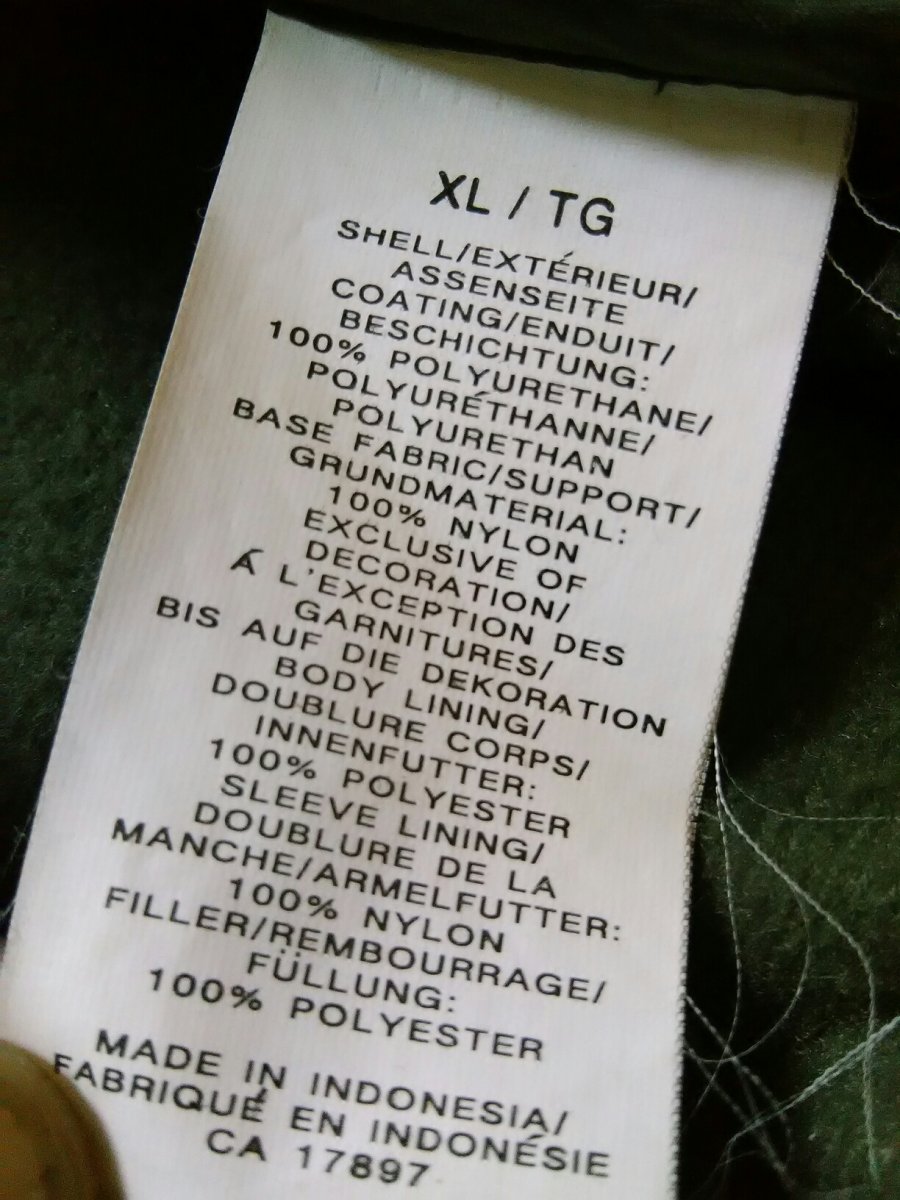 XL / TG
SHELL/EXTÉRIEUR/
ASSENSEITE
COATING/ENDUIT/
BESCHICHTUNG:
100% POLYURETHANE/
POLYURÉTHANNE/
POLYURETHAN
BASE FABRIC/SUPPORT/
GRUNDMATERIAL:
100% NYLON
EXCLUSIVE OF
DECORATION/
Á L'EXCEPTION DES
GARNITURES/
BIS AUF DIE DEKORATION
BODY LINING/
DOUBLURE CORPS/
INNENFUTTER:
100% POLYESTER
SLEEVE LINING/
DOUBLURE DE LA
MANCHE/ARMELFUTTER:
100% NYLON
FILLER/REMBOURRAGE/
FÜLLUNG:
100% POLYESTER
MADE IN INDONESIA/
FABRIQUÉ EN INDONÉSIE
CA 17897